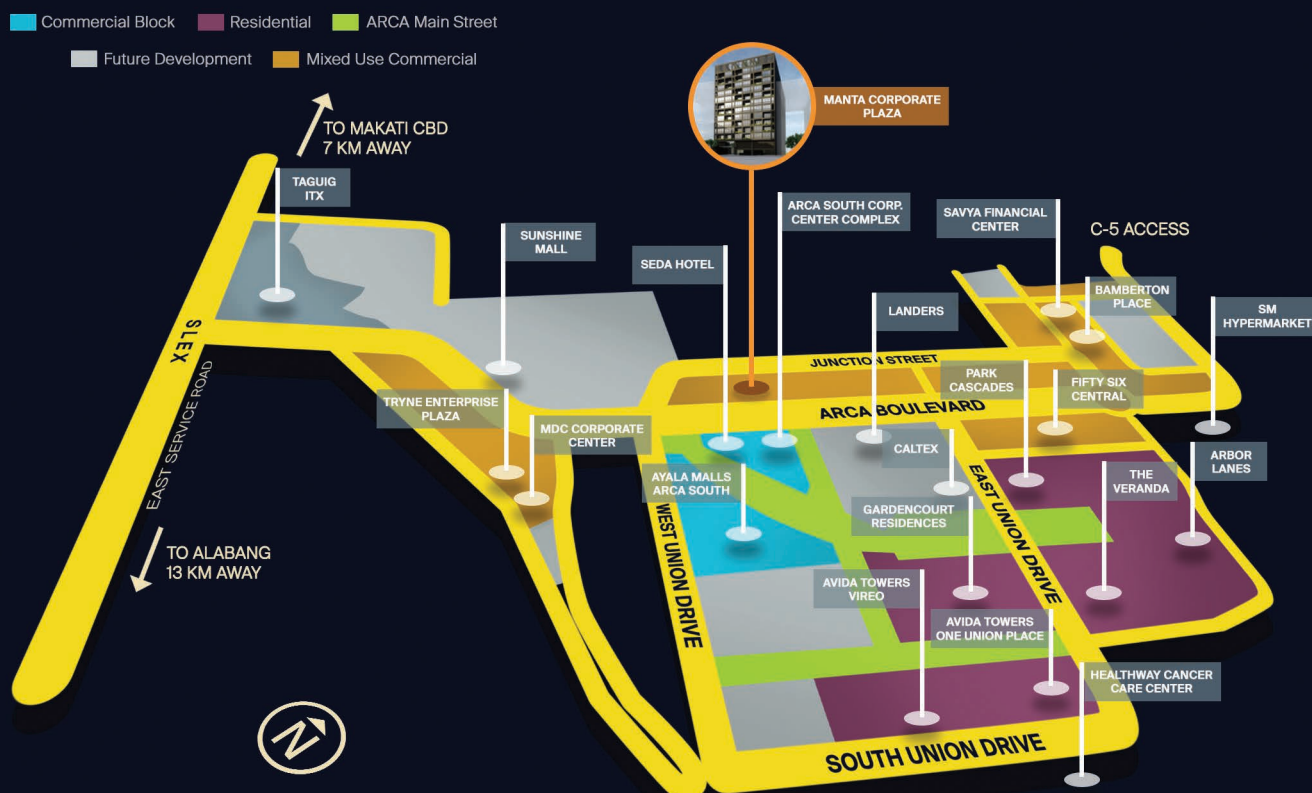 Commercial Block
Residential
ARCA Main Street
Future Development
Mixed Use Commercial
MANTA CORPORATE
PLAZA
TO MAKATI CBD
7 KM AWAY
TAGUIG
ITX
SUNSHINE
MALL
SEDA HOTEL
ARCA SOUTH CORP.
CENTER COMPLEX
SAVYA FINANCIAL
CENTER
C-5 ACCESS
LANDERS
BAMBERTON
PLACE
SM
HYPERMARKET
SLEX
EAST SERVICE ROAD
JUNCTION STREET
TRYNE ENTERPRISE
PLAZA
MDC CORPORATE
CENTER
ARCA BOULEVARD
PARK
CASCADES
FIFTY SIX
CENTRAL
CALTEX
AYALA MALLS
ARCA SOUTH
THE
VERANDA
ARBOR
LANES
GARDENCOURT
RESIDENCES
WEST UNION DRIVE
EAST UNION DRIVE
TO ALABANG
13 KM AWAY
AVIDA TOWERS
VIREO
AVIDA TOWERS
ONE UNION PLACE
HEALTHWAY CANCER
CARE CENTER
SOUTH UNION DRIVE
N